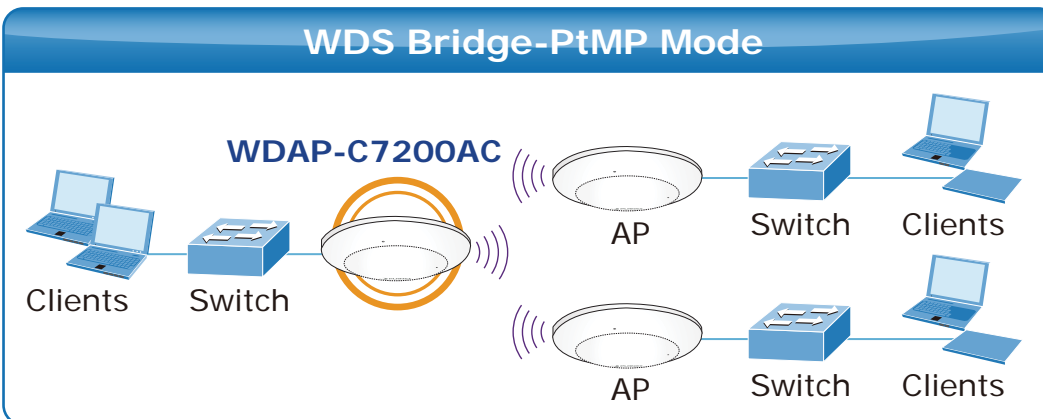 WDS Bridge-PtMP Mode
WDAP-C7200AC
Clients
Switch
AP
Switch
Clients
AP
Switch
Clients